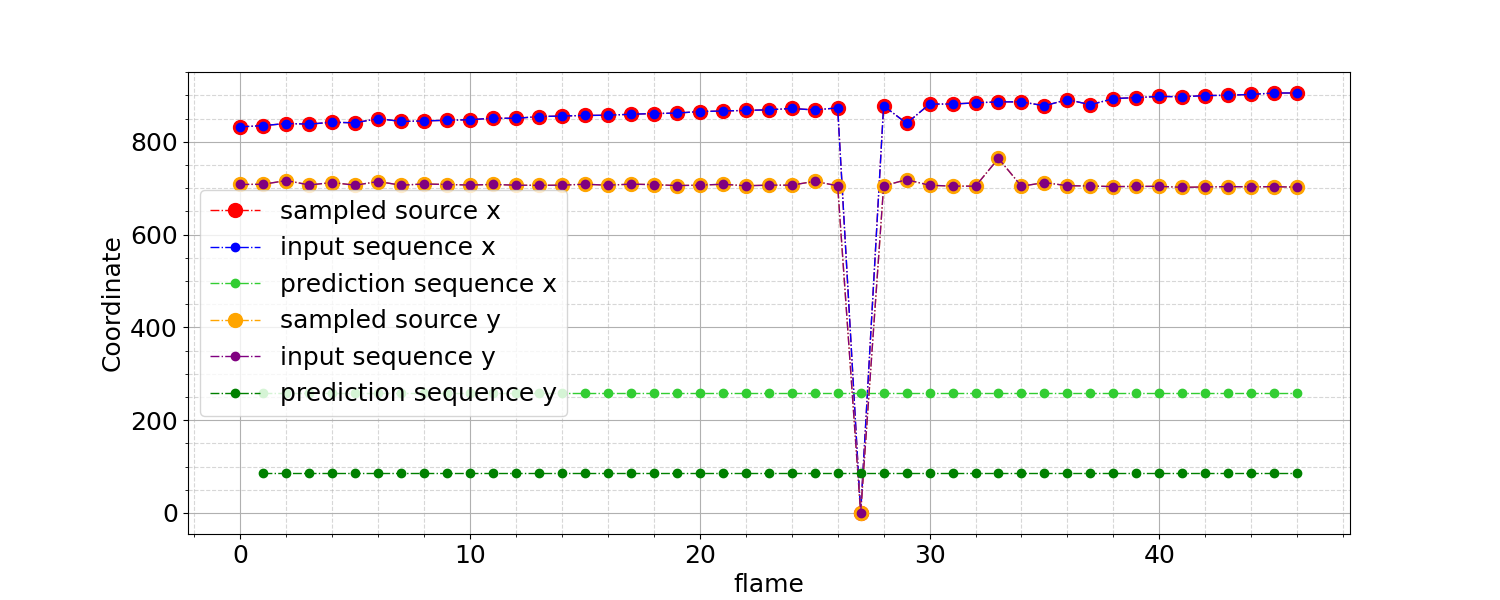 Coordinate
800
600
400
200
0
sampled source x
input sequence x
prediction sequence x
sampled source y
input sequence y
prediction sequence y
0 10 20 30 40
flame